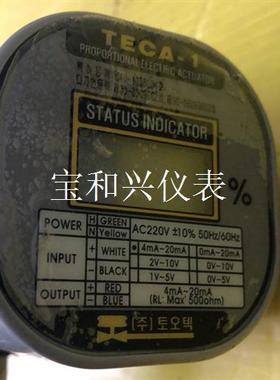 TECA-1
PROPORTIONAL ELECTRIC ACTUATOR
STATUS INDICATOR
%
宝和兴仪表
POWER H GREEN AC220V ±10% 50Hz/60Hz
N Yellow
INPUT + WHITE ●4mA~20mA 0mA~20mA
2V~10V 0V~10V
- BLACK 1V~5V 0V~5V
OUTPUT + RED 4mA~20mA
- BLUE (RL: Max' 500ohm)
(주) 토오텍